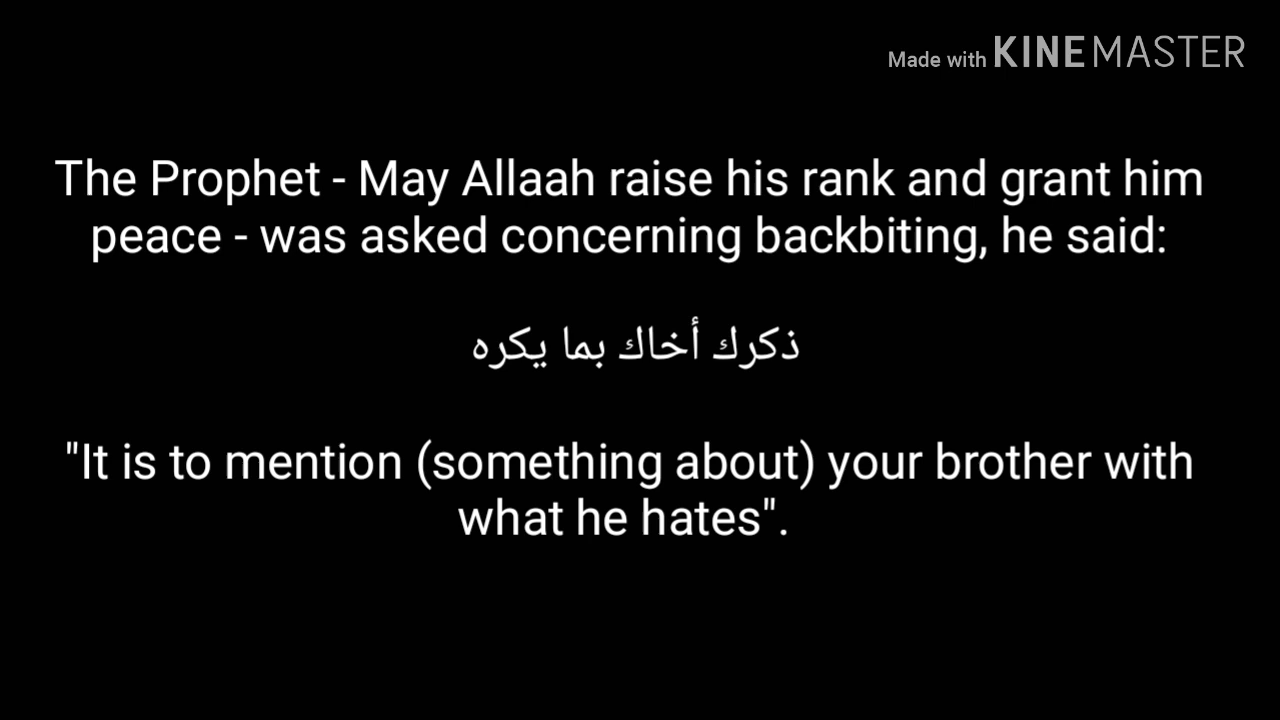 Made with KINEMASTER
The Prophet - May Allaah raise his rank and grant him
peace - was asked concerning backbiting, he said:
ذكرك أخاك بما يكره
"It is to mention (something about) your brother with
what he hates".